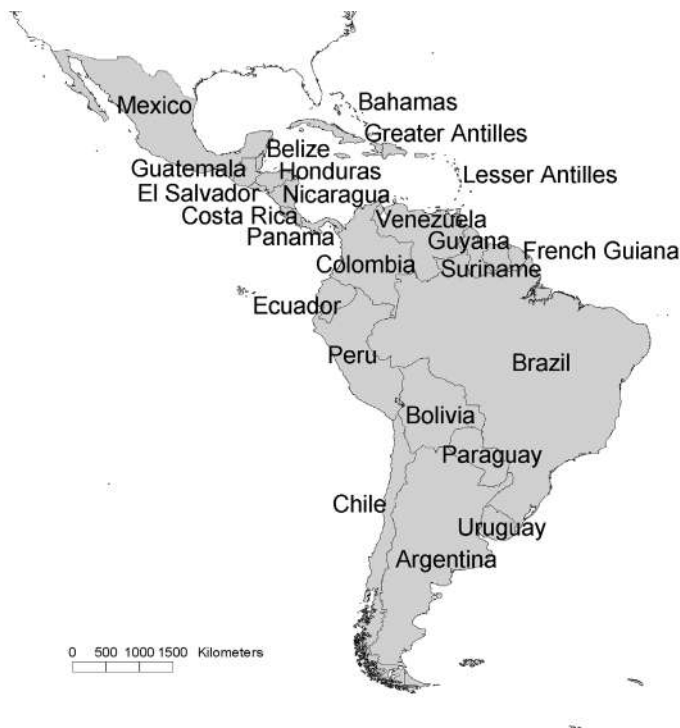 Mexico
Bahamas
Greater Antilles
Belize
Guatemala
Honduras
Lesser Antilles
El Salvador
Nicaragua
Costa Rica
Venezuela
Panama
Guyana
French Guiana
Colombia
Suriname
Ecuador
Peru
Brazil
Bolivia
Paraguay
Chile
Uruguay
Argentina
0 500 1000 1500 Kilometers